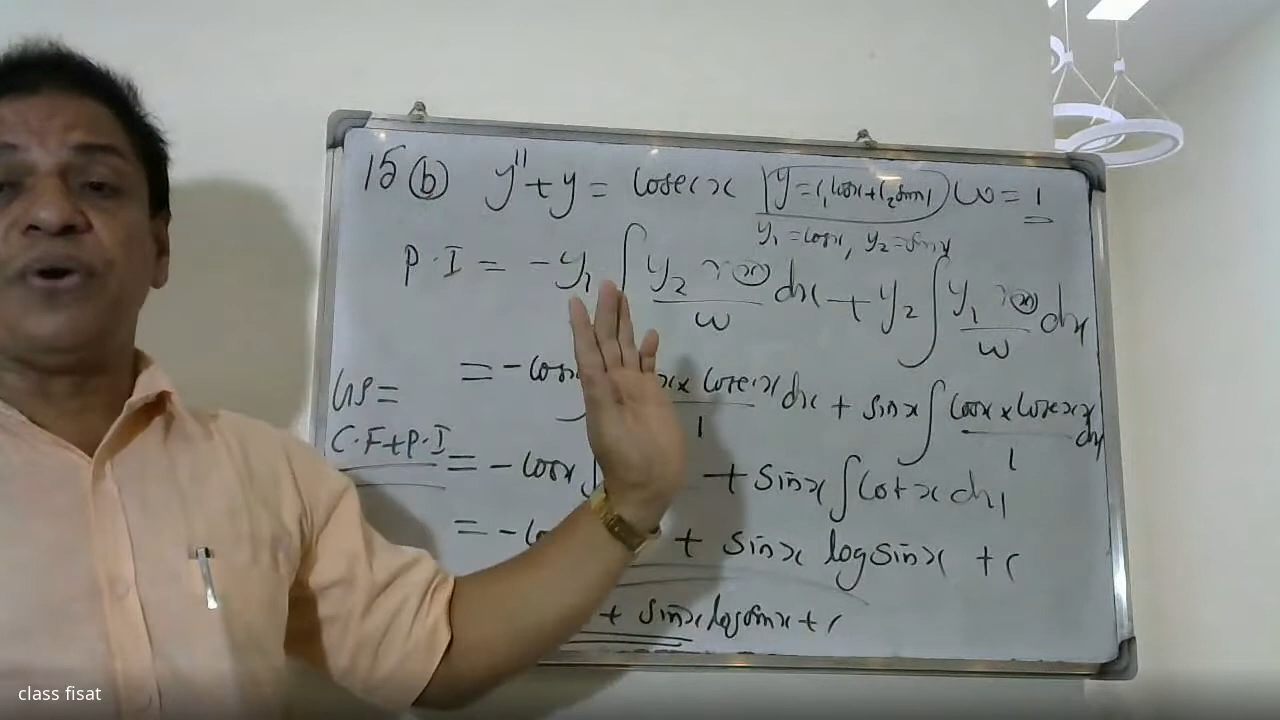 15 (b) y'' + y = cosecx y = c₁ cosx + c₂ sinx W = 1
y₁ = cosx, y₂ = sinx
P.I = -y₁ ∫ y₂ r(x) / W dx + y₂ ∫ y₁ r(x) / W dx
= -cosx x cosecx / 1 dx + sinx ∫ cosx x cosecx / 1 dx
GS =
C.F + P.I
= -cosx ∫ + sinx ∫ cotx dx
= - + sinx log sinx + c
+ sinx log sinx + c
class fisat